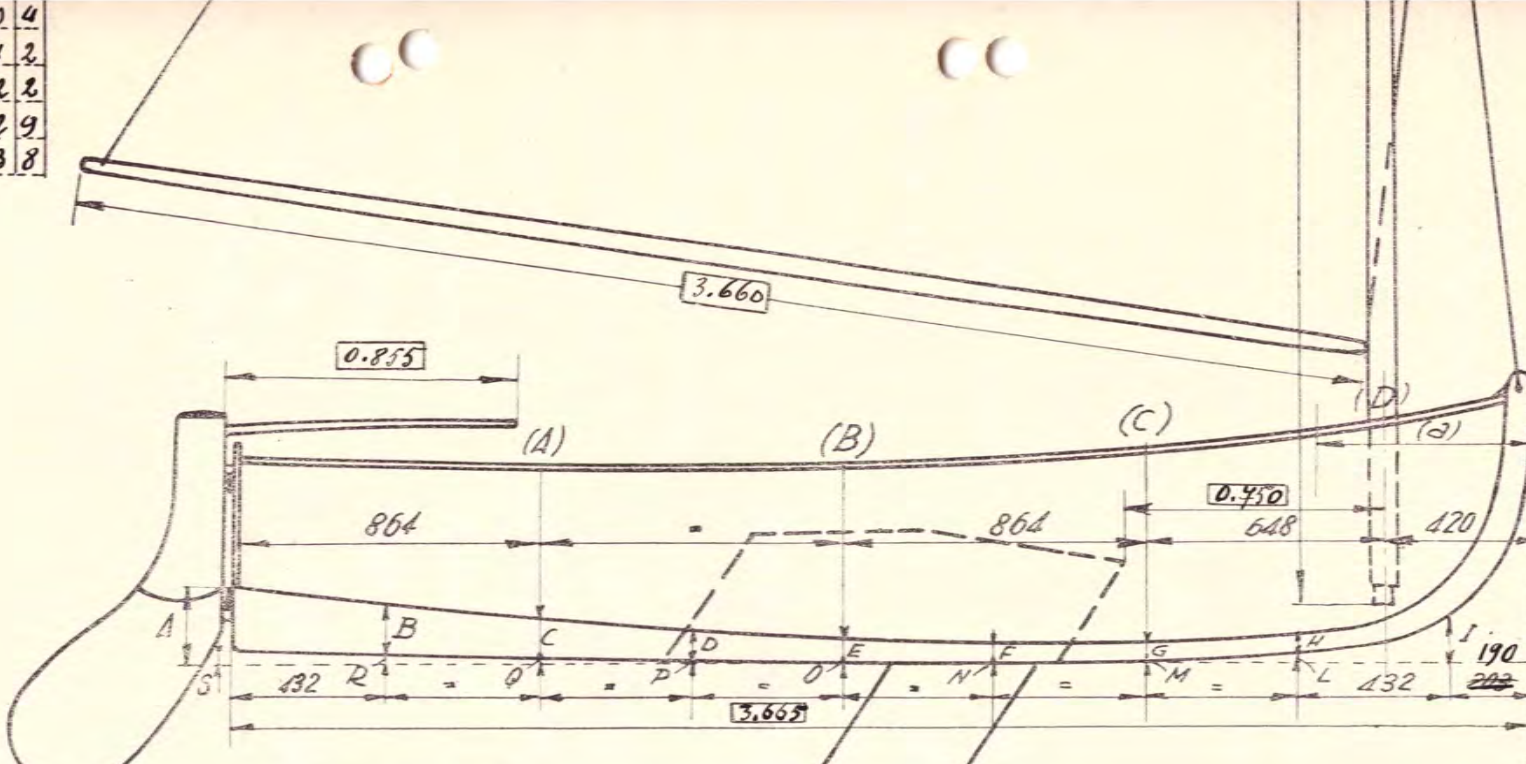 4
2
2
9
8
3.660
0.855
(A)
(B)
(C)
(D)
(a)
864
=
864
0.750
648
420
A
B
C
D
E
F
G
H
I
S
432
R
=
Q
=
P
=
O
=
N
=
M
=
L
432
190
3.665